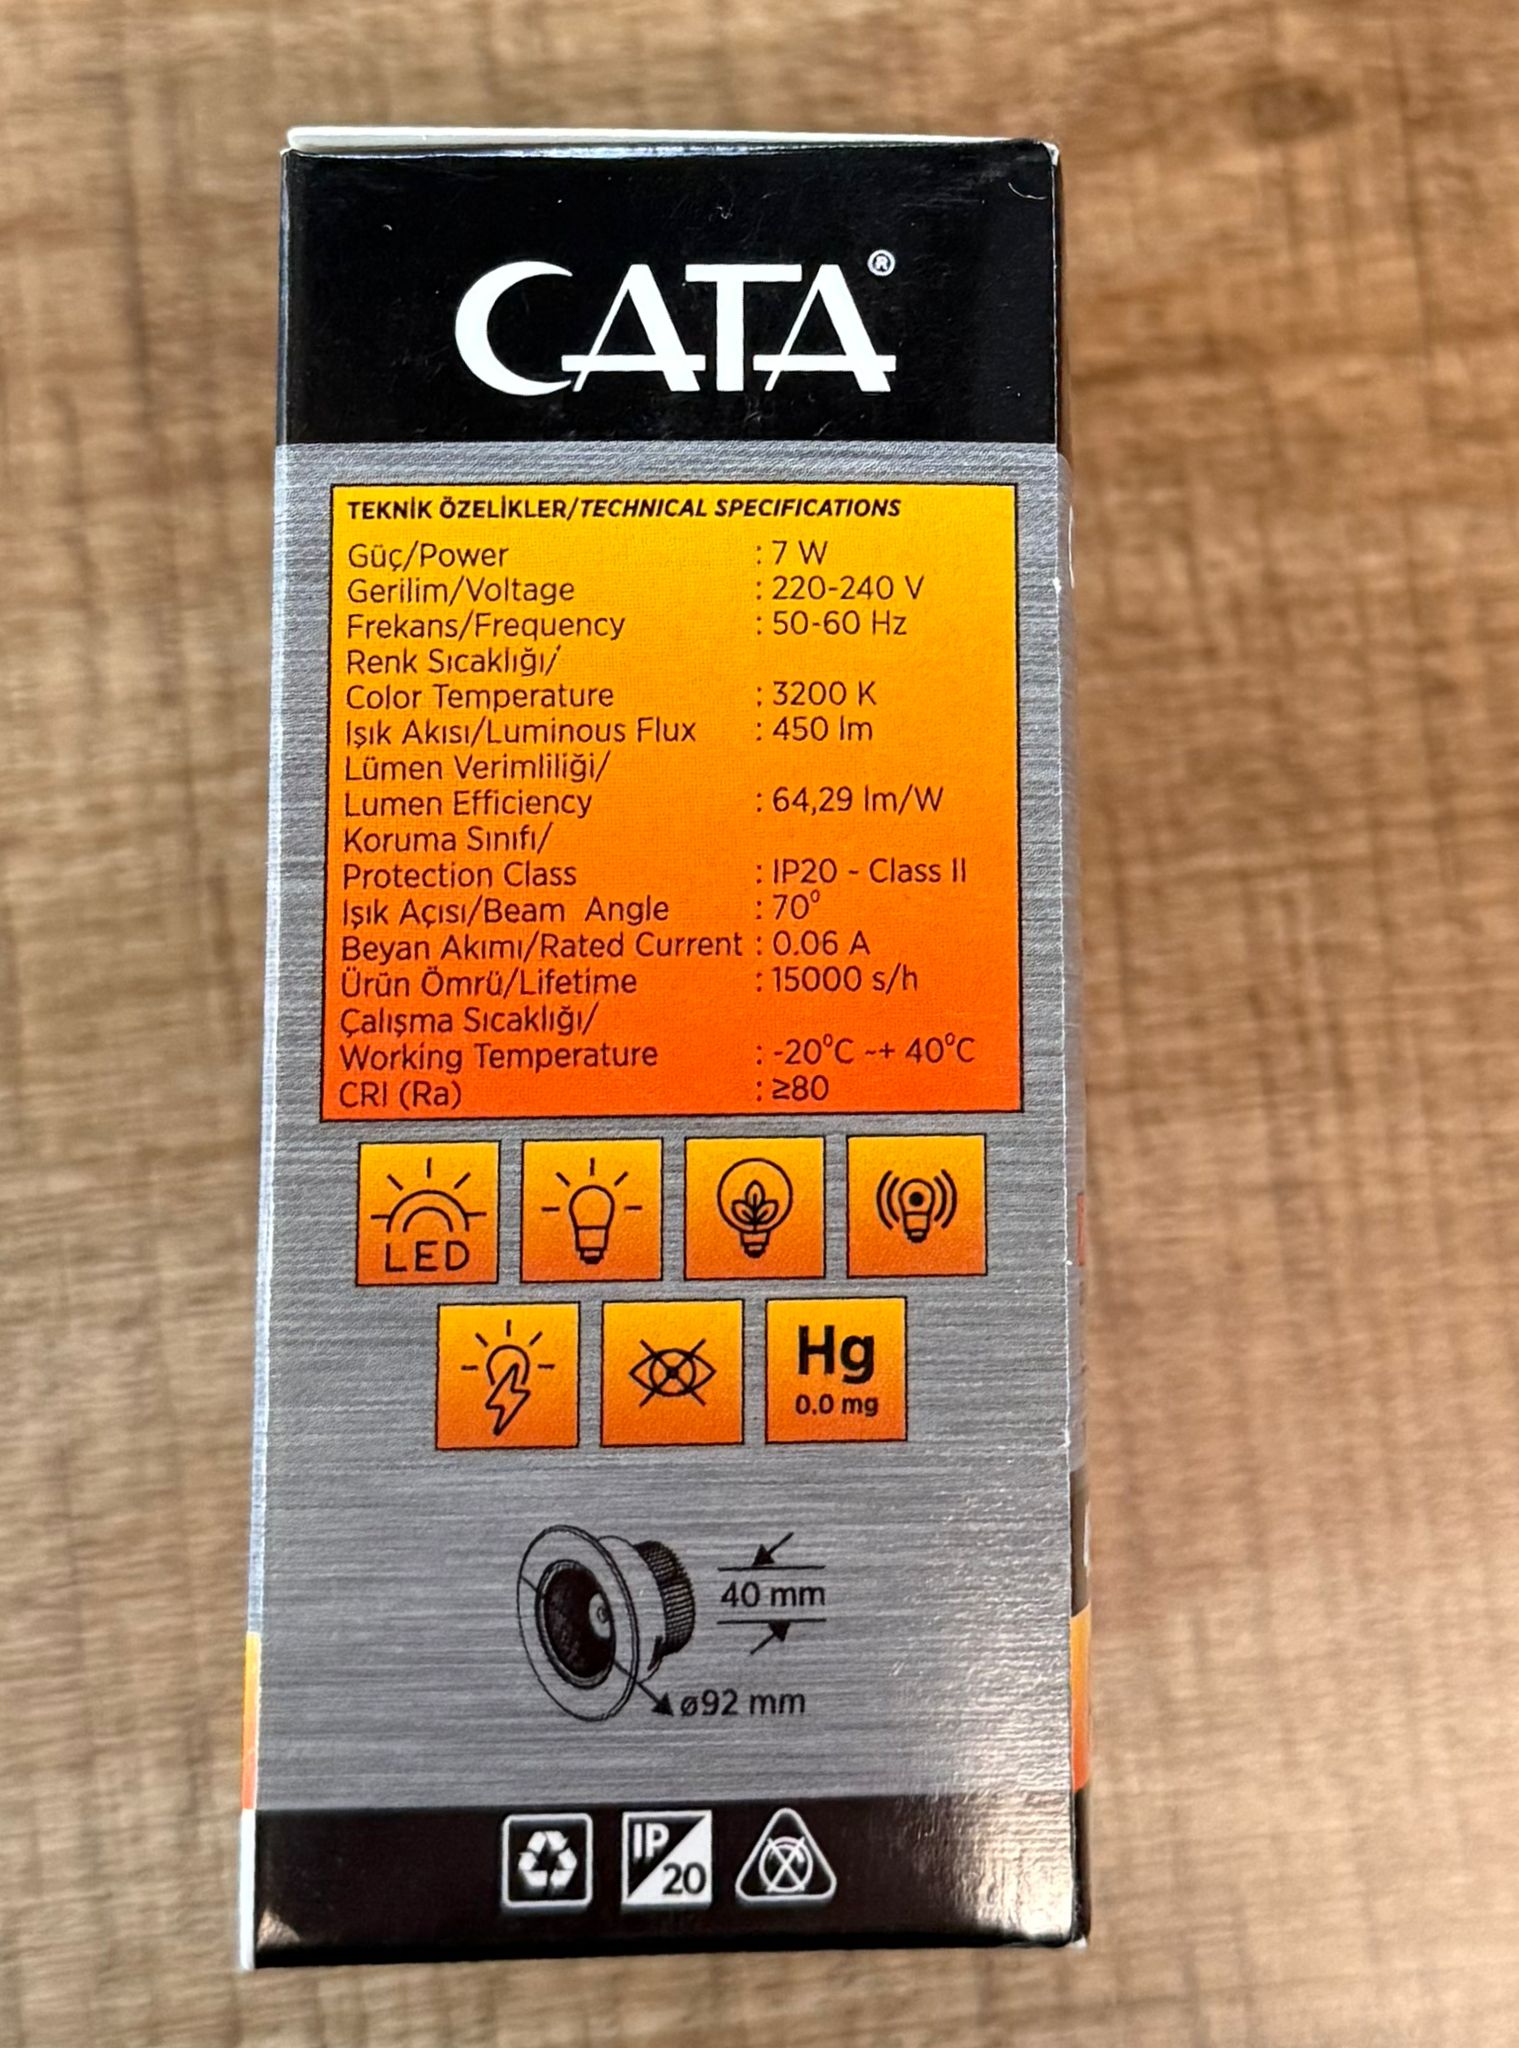 CATA®
TEKNİK ÖZELİKLER/TECHNICAL SPECIFICATIONS
Güç/Power : 7 W
Gerilim/Voltage : 220-240 V
Frekans/Frequency : 50-60 Hz
Renk Sıcaklığı/
Color Temperature : 3200 K
Işık Akısı/Luminous Flux : 450 lm
Lümen Verimliliği/
Lumen Efficiency : 64,29 lm/W
Koruma Sınıfı/
Protection Class : IP20 - Class II
Işık Açısı/Beam Angle : 70°
Beyan Akımı/Rated Current : 0.06 A
Ürün Ömrü/Lifetime : 15000 s/h
Çalışma Sıcaklığı/
Working Temperature : -20°C ~+ 40°C
CRI (Ra) : ≥80
LED
Hg
0.0 mg
40 mm
ø92 mm
IP
20